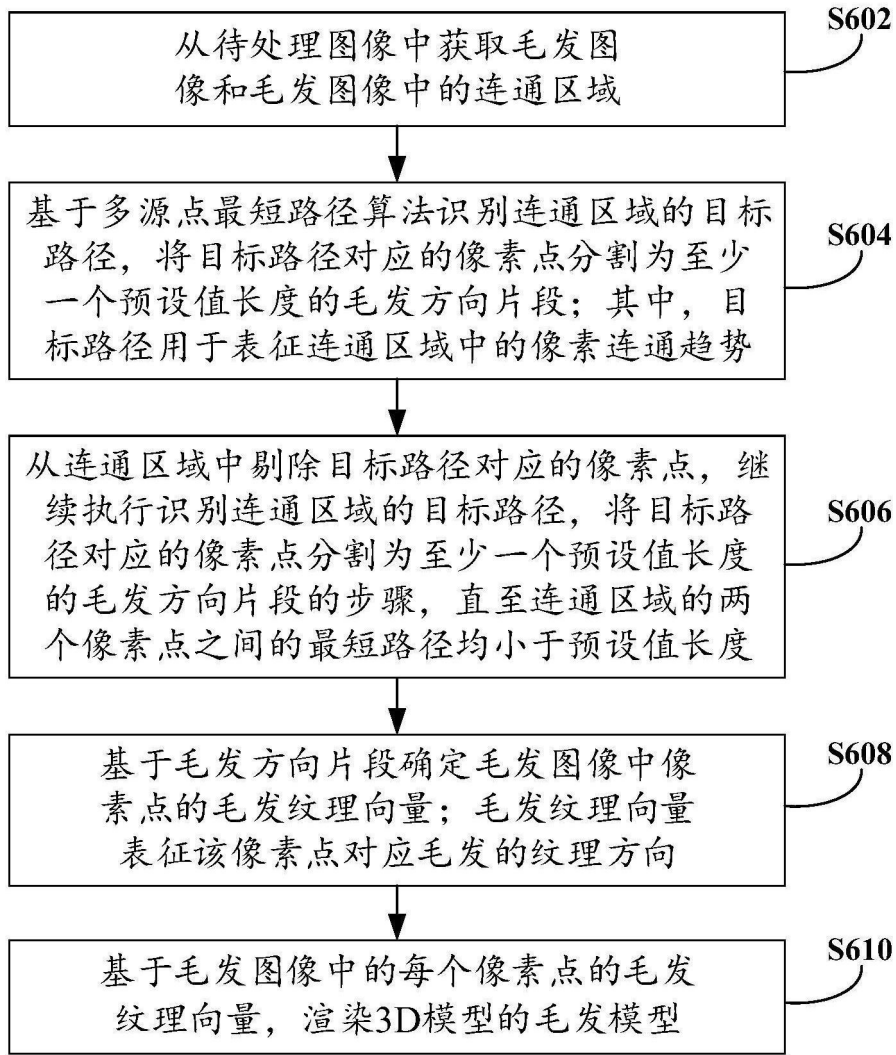 S602
从待处理图像中获取毛发图
像和毛发图像中的连通区域
S604
基于多源点最短路径算法识别连通区域的目标
路径，将目标路径对应的像素点分割为至少
一个预设值长度的毛发方向片段；其中，目
标路径用于表征连通区域中的像素连通趋势
S606
从连通区域中剔除目标路径对应的像素点，继
续执行识别连通区域的目标路径，将目标路
径对应的像素点分割为至少一个预设值长度
的毛发方向片段的步骤，直至连通区域的两
个像素点之间的最短路径均小于预设值长度
S608
基于毛发方向片段确定毛发图像中像
素点的毛发纹理向量；毛发纹理向量
表征该像素点对应毛发的纹理方向
S610
基于毛发图像中的每个像素点的毛发
纹理向量，渲染3D模型的毛发模型